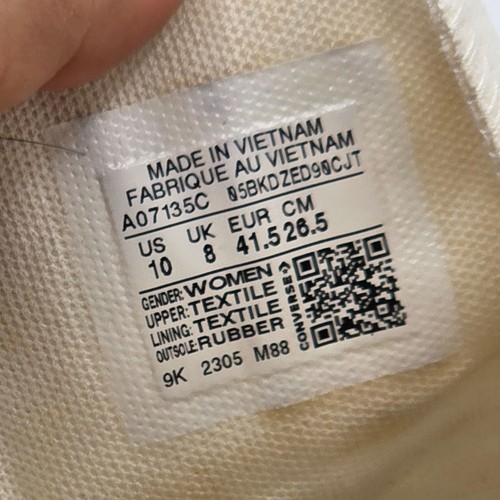 MADE IN VIETNAM
FABRIQUE AU VIETNAM
A07135C 05BKDZED90CJT
US UK EUR CM
10 8 41.5 26.5
GENDER: WOMEN
UPPER: TEXTILE
LINING: TEXTILE
OUTSOLE: RUBBER
CONVERSE
9K 2305 M88